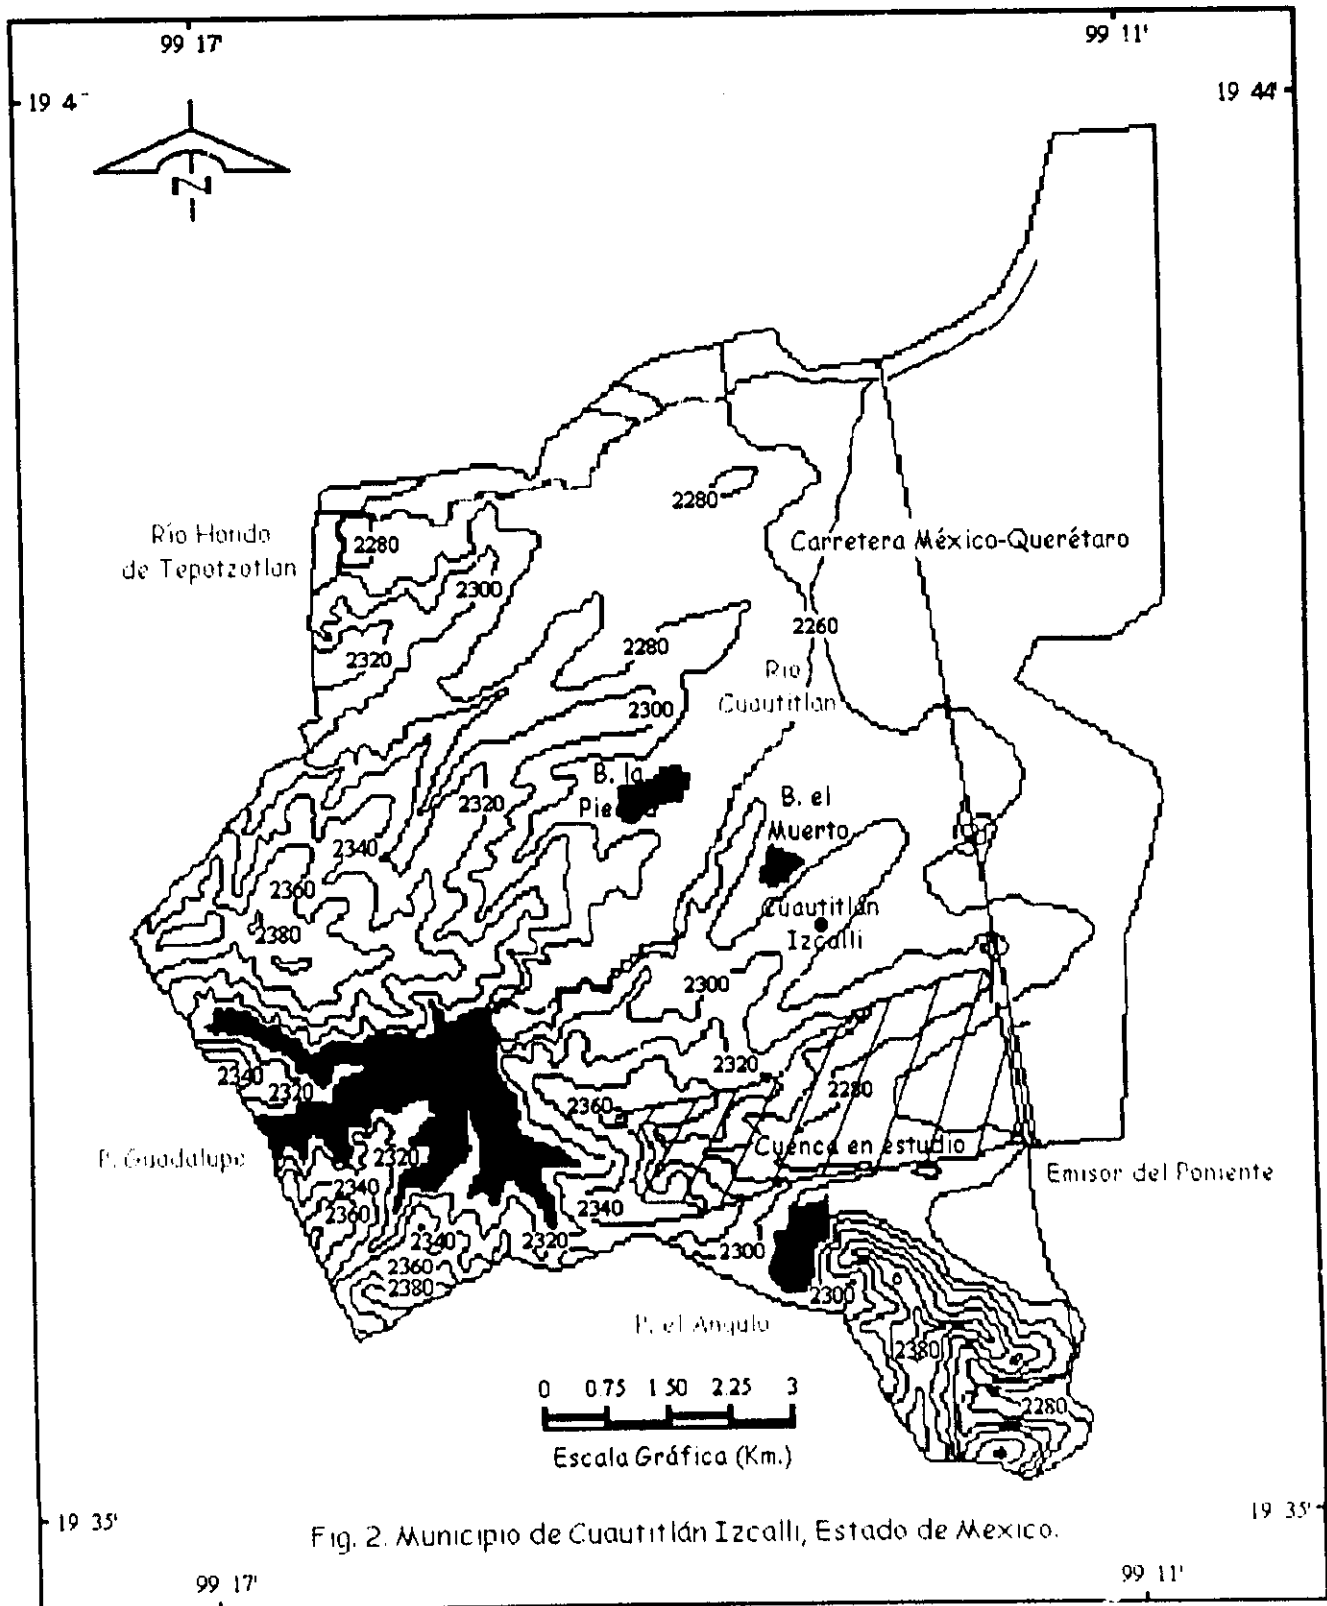 99 17'
99 11'
19 4
19 44'
N
2280
Río Hondo
de Tepotzotlan
2280
Carretera México-Querétaro
2300
2260
2280
2320
Río
Cuautitlan
2300
B. la
2320
B. el
Muerto
2340
2360
Cuautitlán
Izcalli
2380
2300
2320
2340
2320
2280
2360
Cuenca en estudio
P. Guadalupe
2320
Emisor del Poniente
2340
2340
2360
2340
2320
2300
2360
2380
2300
P. el Angulo
2380
0 0.75 1 50 2.25 3
2280
Escala Gráfica (Km.)
19 35'
19 35'
Fig. 2. Municipio de Cuautitlán Izcalli, Estado de Mexico.
99 17'
99 11'